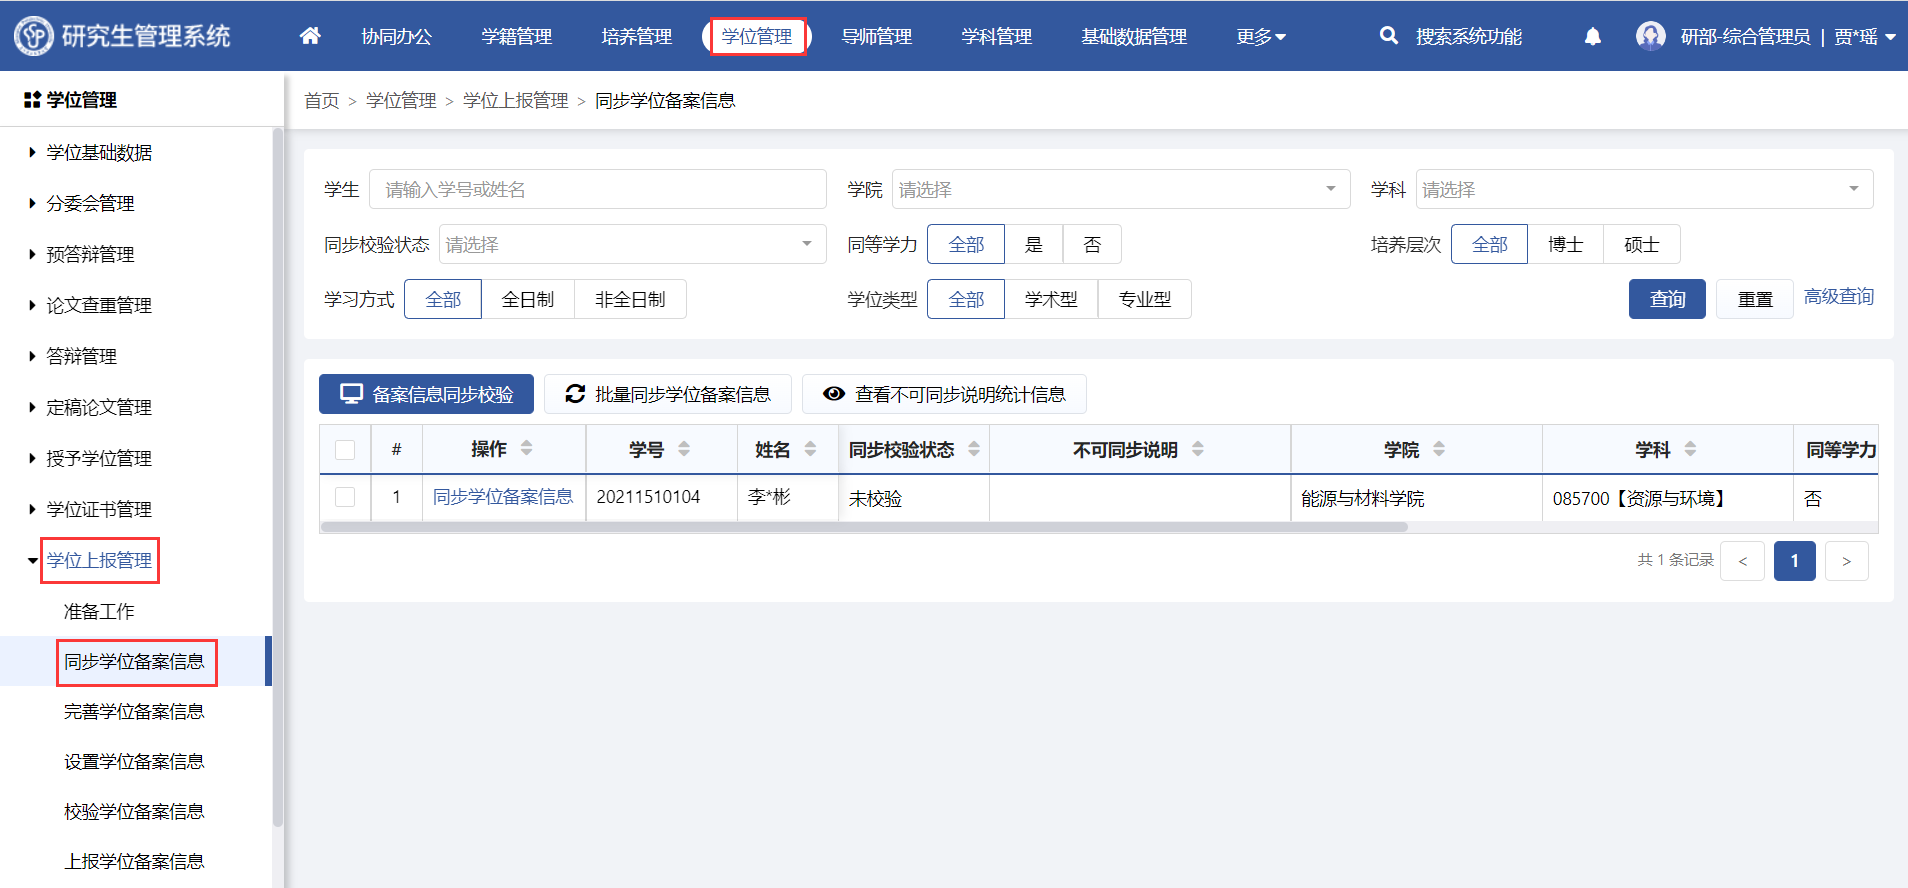 研究生管理系统
协同办公 学籍管理 培养管理 学位管理 导师管理 学科管理 基础数据管理 更多 搜索系统功能 研部-综合管理员 | 贾*瑶
学位管理
首页 > 学位管理 > 学位上报管理 > 同步学位备案信息
学位基础数据
分委会管理
预答辩管理
论文查重管理
答辩管理
定稿论文管理
授予学位管理
学位证书管理
学位上报管理
准备工作
同步学位备案信息
完善学位备案信息
设置学位备案信息
校验学位备案信息
上报学位备案信息
学生 请输入学号或姓名 学院 请选择 学科 请选择
同步校验状态 请选择 同等学力 全部 是 否 培养层次 全部 博士 硕士
学习方式 全部 全日制 非全日制 学位类型 全部 学术型 专业型 查询 重置 高级查询
备案信息同步校验 批量同步学位备案信息 查看不可同步说明统计信息
# 操作 学号 姓名 同步校验状态 不可同步说明 学院 学科 同等学力
1 同步学位备案信息 20211510104 李*彬 未校验 能源与材料学院 085700【资源与环境】 否
共 1 条记录 < 1 >